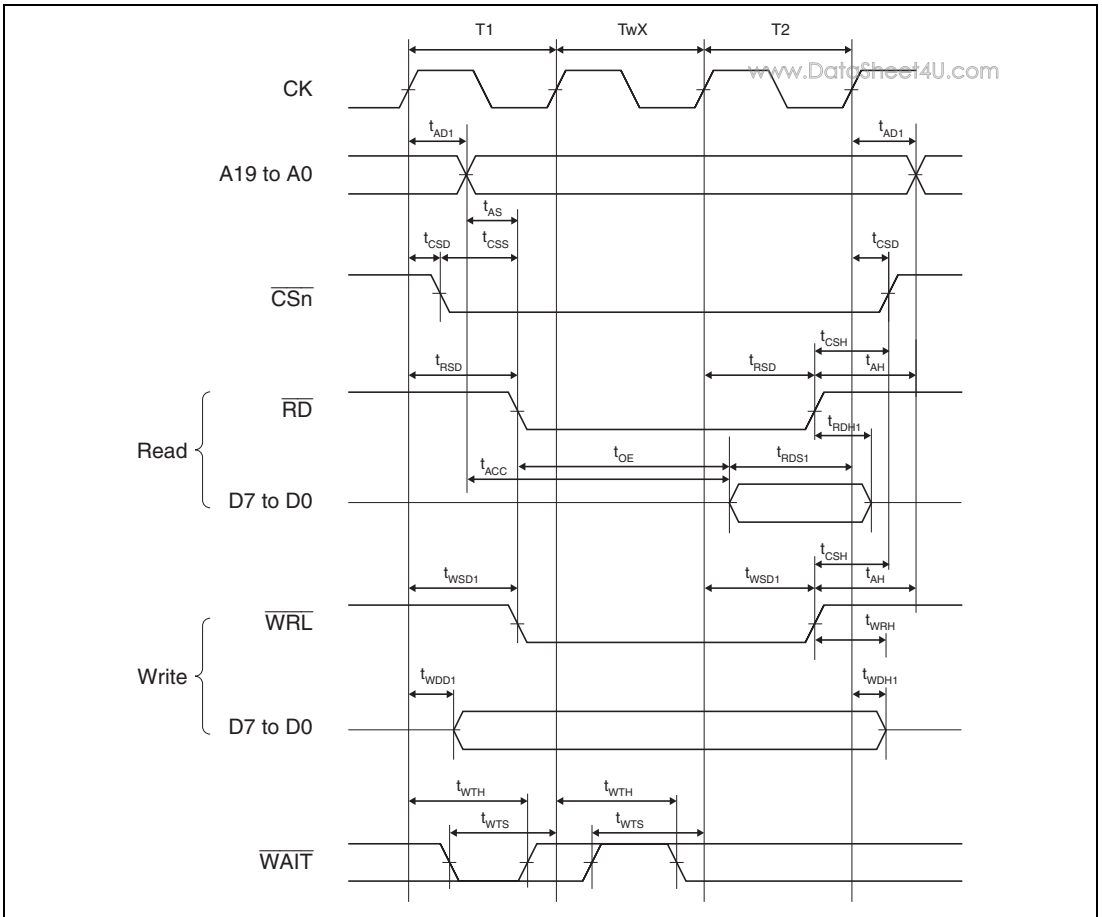 T1 TwX T2
www.DataSheet4U.com
CK
tAD1 tAD1
A19 to A0
tAS
tCSD tCSS tCSD
CSn
tCSH
tRSD tRSD tAH
RD
tRDH1
Read
tOE
tACC tRDS1
D7 to D0
tCSH
tWSD1 tWSD1 tAH
WRL
tWRH
Write
tWDD1 tWDH1
D7 to D0
tWTH tWTH
tWTS tWTS
WAIT